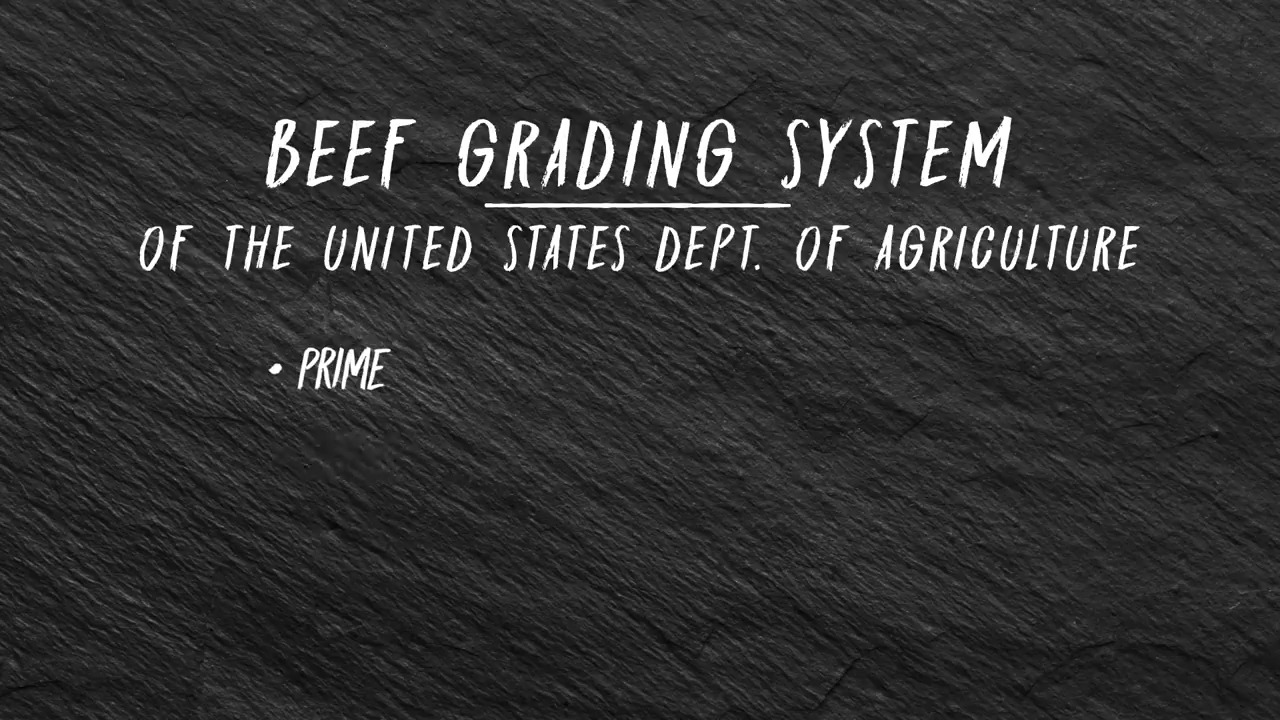 BEEF GRADING SYSTEM
OF THE UNITED STATES DEPT. OF AGRICULTURE
• PRIME